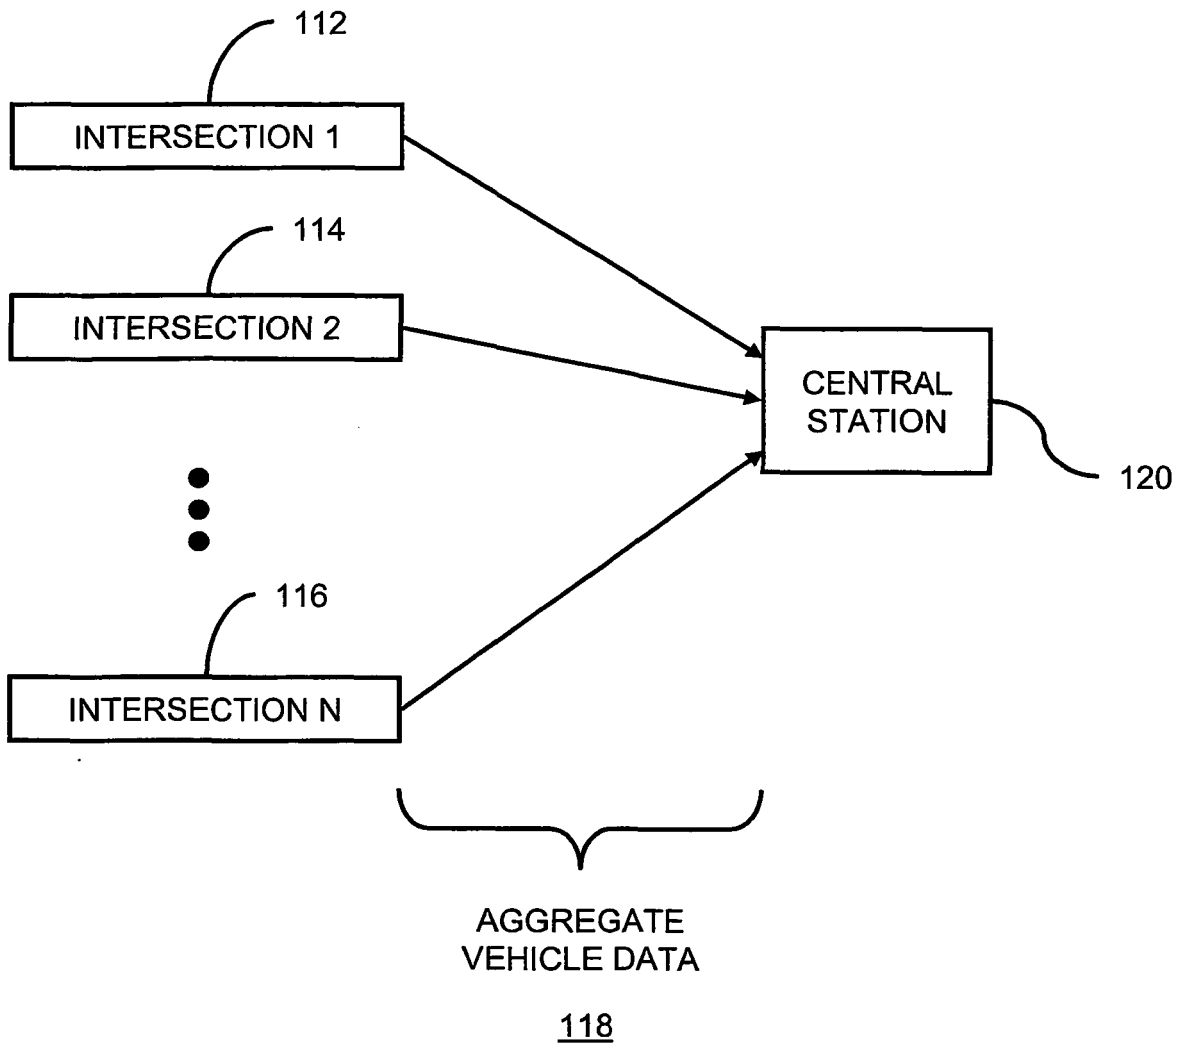 112
INTERSECTION 1
114
INTERSECTION 2
CENTRAL
STATION
120
116
INTERSECTION N
AGGREGATE
VEHICLE DATA
118